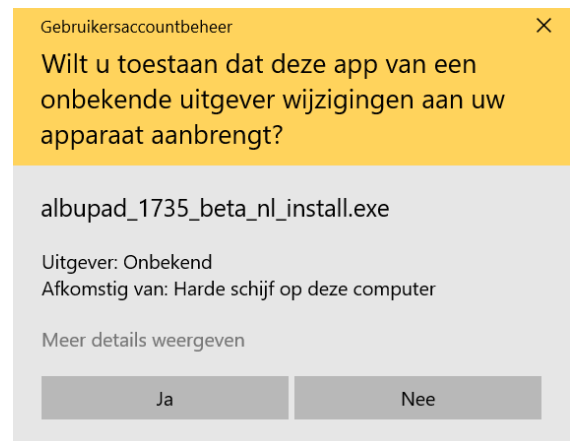 Gebruikersaccountbeheer
Wilt u toestaan dat deze app van een
onbekende uitgever wijzigingen aan uw
apparaat aanbrengt?
albupad_1735_beta_nl_install.exe
Uitgever: Onbekend
Afkomstig van: Harde schijf op deze computer
Meer details weergeven
Ja
Nee